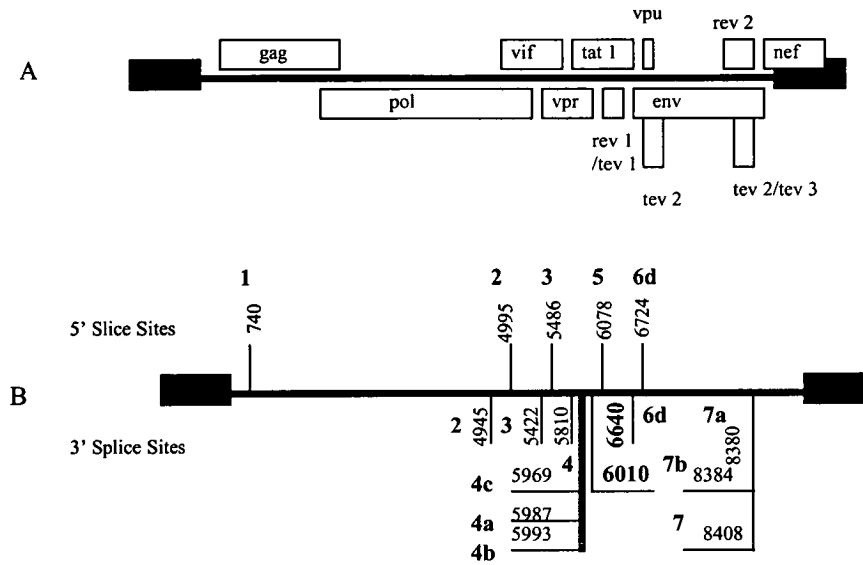 vpu
rev 2
gag
vif
tat 1
nef
A
pol
vpr
env
rev 1
/tev 1
tev 2
tev 2/tev 3
1
2
3
5
6d
5' Slice Sites
740
4995
5486
6078
6724
B
3' Splice Sites
2
4945
3
5422
5810
4
6640
6d
7a
8380
4c
5969
6010
7b
8384
4a
5987
5993
4b
7
8408